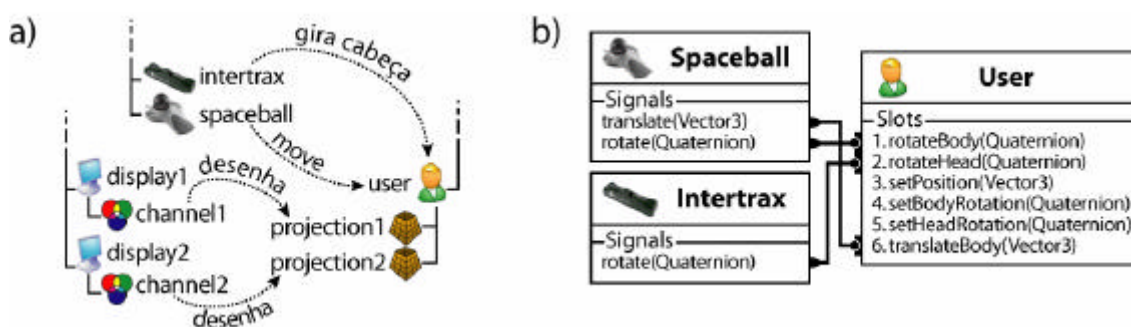 a)
gira cabeça
intertrax
spaceball
move
display1
desenha
user
channel1
projection1
display2
projection2
channel2
desenha
b)
Spaceball
Signals
translate(Vector3)
rotate(Quaternion)
Intertrax
Signals
rotate(Quaternion)
User
Slots
1. rotateBody(Quaternion)
2. rotateHead(Quaternion)
3. setPosition(Vector3)
4. setBodyRotation(Quaternion)
5. setHeadRotation(Quaternion)
6. translateBody(Vector3)